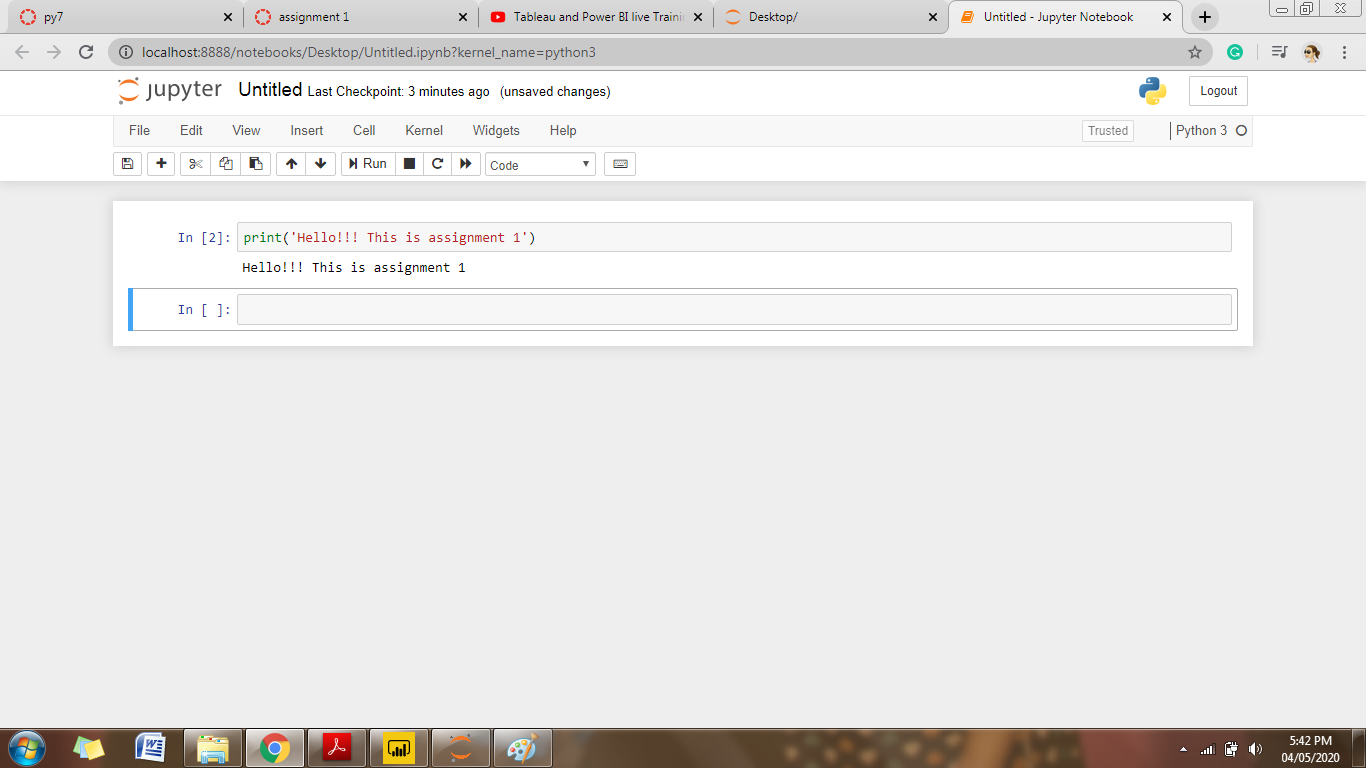 py7
assignment 1
Tableau and Power BI live Traini
Desktop/
Untitled - Jupyter Notebook
localhost:8888/notebooks/Desktop/Untitled.ipynb?kernel_name=python3
jupyter Untitled Last Checkpoint: 3 minutes ago (unsaved changes)
Logout
File Edit View Insert Cell Kernel Widgets Help
Trusted
Python 3
Run
Code
In [2]: print('Hello!!! This is assignment 1')
Hello!!! This is assignment 1
In [ ]:
5:42 PM
04/05/2020